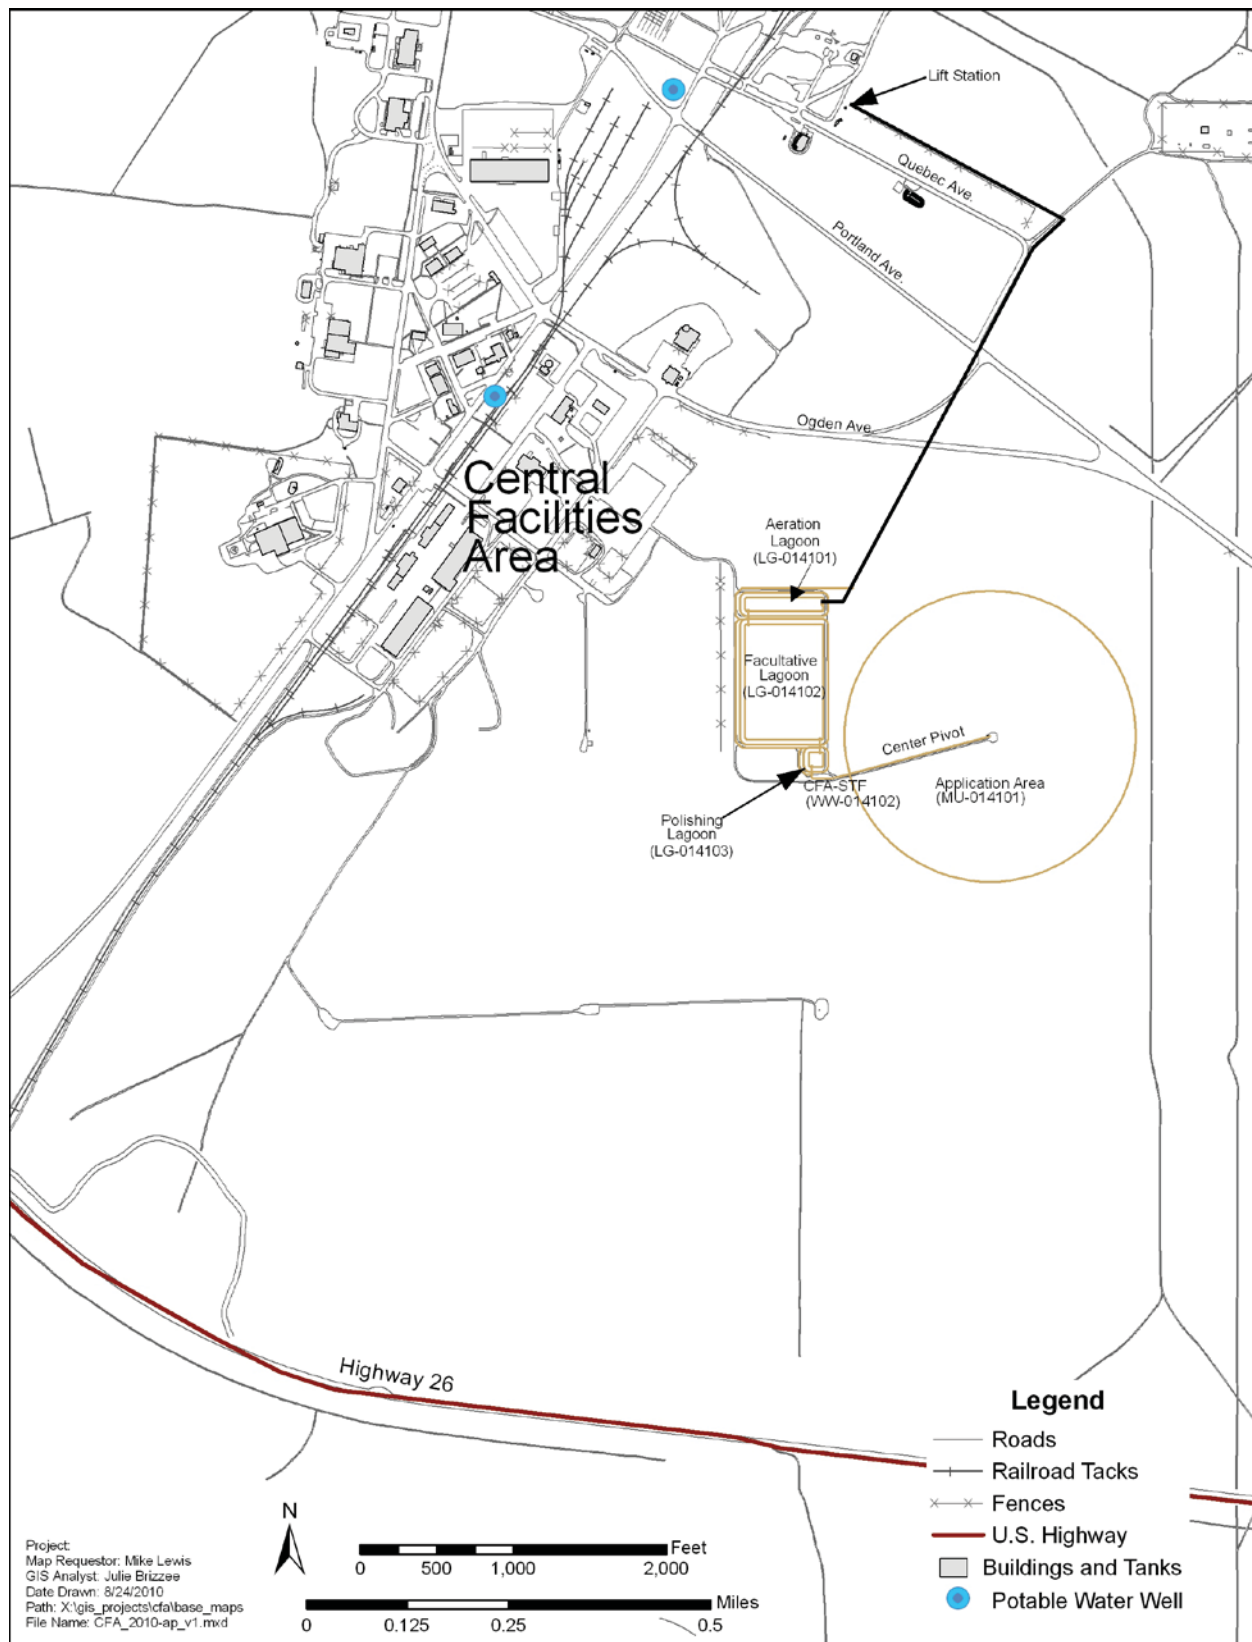 Lift Station
Quebec Ave.
Portland Ave.
Ogden Ave.
Central
Facilities
Area
Aeration
Lagoon
(LG-014101)
Facultative
Lagoon
(LG-014102)
Center Pivot
CFA-STF
(WW-014102)
Application Area
(MU-014101)
Polishing
Lagoon
(LG-014103)
Highway 26
Legend
Roads
Railroad Tacks
Fences
U.S. Highway
Buildings and Tanks
Potable Water Well
N
Feet
0 500 1,000 2,000
Miles
0 0.125 0.25 0.5
Project:
Map Requestor: Mike Lewis
GIS Analyst: Julie Brizzee
Date Drawn: 8/24/2010
Path: X:\gis_projects\cfa\base_maps
File Name: CFA_2010-ap_v1.mxd